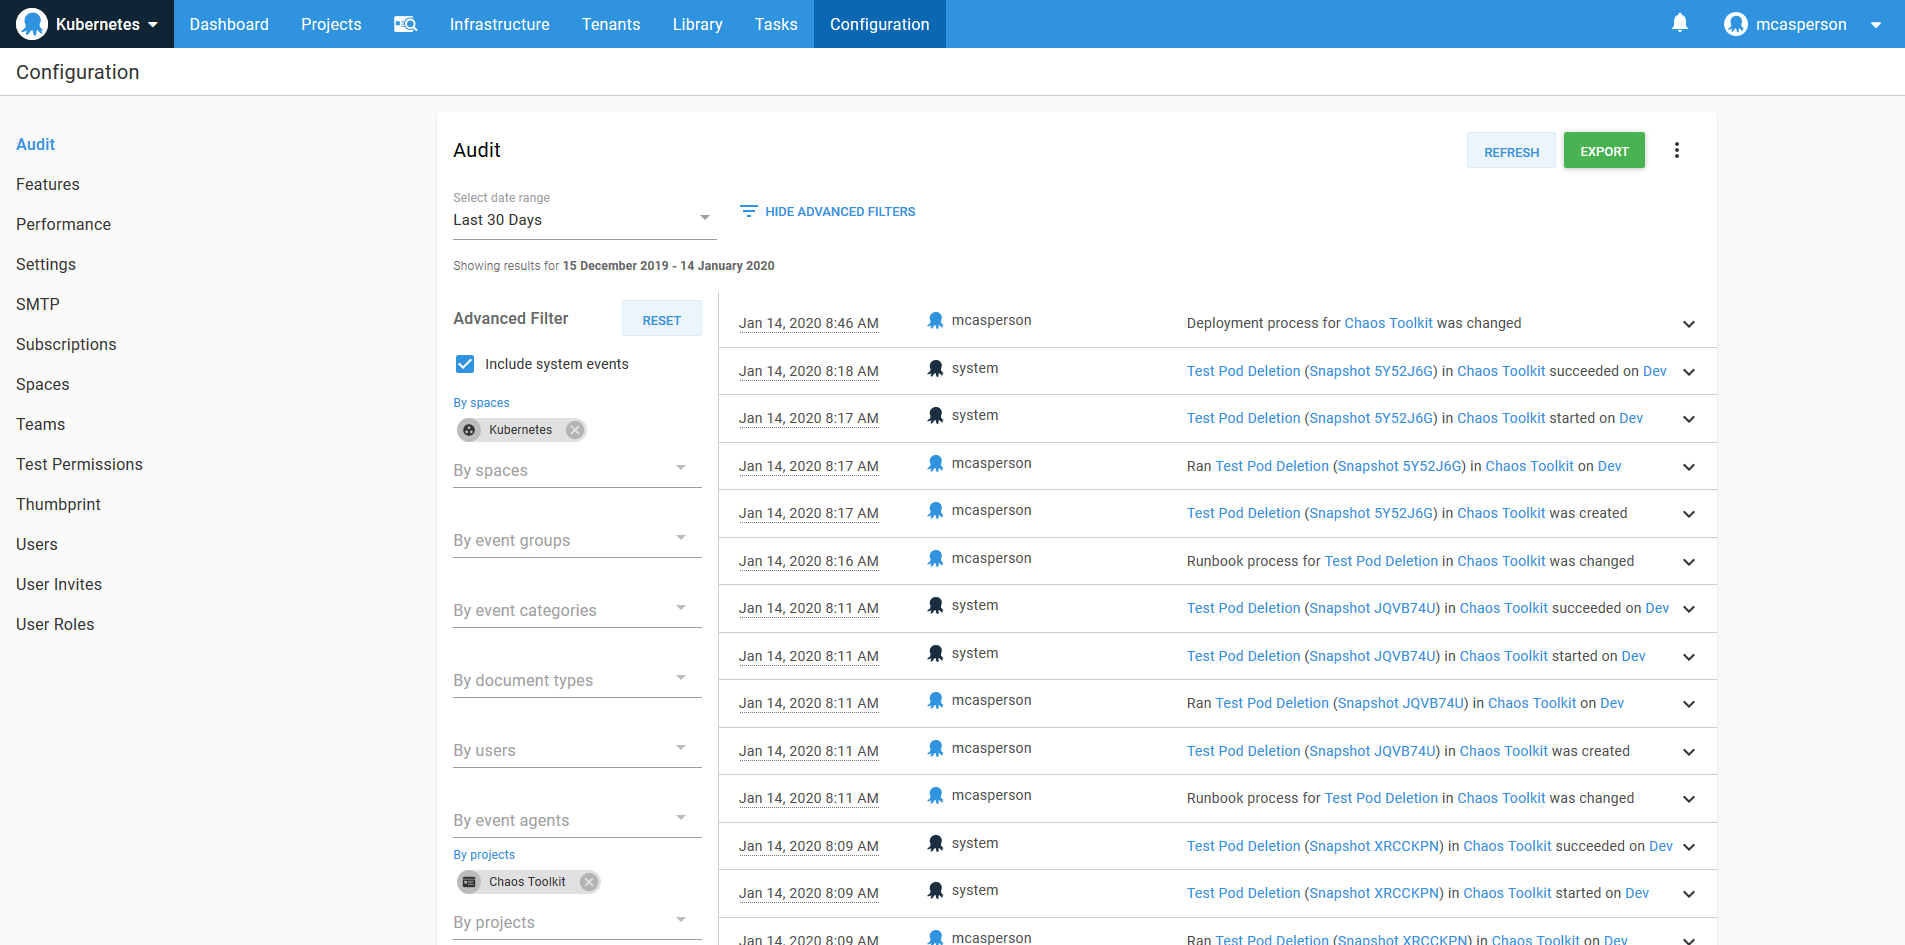 Kubernetes Dashboard Projects Infrastructure Tenants Library Tasks Configuration mcasperson
Configuration
Audit
Features
Performance
Settings
SMTP
Subscriptions
Spaces
Teams
Test Permissions
Thumbprint
Users
User Invites
User Roles
Audit
REFRESH EXPORT
Select date range
Last 30 Days
HIDE ADVANCED FILTERS
Showing results for 15 December 2019 - 14 January 2020
Advanced Filter RESET
Include system events
By spaces
Kubernetes
By spaces
By event groups
By event categories
By document types
By users
By event agents
By projects
Chaos Toolkit
By projects
Jan 14, 2020 8:46 AM mcasperson Deployment process for Chaos Toolkit was changed
Jan 14, 2020 8:18 AM system Test Pod Deletion (Snapshot 5Y52J6G) in Chaos Toolkit succeeded on Dev
Jan 14, 2020 8:17 AM system Test Pod Deletion (Snapshot 5Y52J6G) in Chaos Toolkit started on Dev
Jan 14, 2020 8:17 AM mcasperson Ran Test Pod Deletion (Snapshot 5Y52J6G) in Chaos Toolkit on Dev
Jan 14, 2020 8:17 AM mcasperson Test Pod Deletion (Snapshot 5Y52J6G) in Chaos Toolkit was created
Jan 14, 2020 8:16 AM mcasperson Runbook process for Test Pod Deletion in Chaos Toolkit was changed
Jan 14, 2020 8:11 AM system Test Pod Deletion (Snapshot JQVB74U) in Chaos Toolkit succeeded on Dev
Jan 14, 2020 8:11 AM system Test Pod Deletion (Snapshot JQVB74U) in Chaos Toolkit started on Dev
Jan 14, 2020 8:11 AM mcasperson Ran Test Pod Deletion (Snapshot JQVB74U) in Chaos Toolkit on Dev
Jan 14, 2020 8:11 AM mcasperson Test Pod Deletion (Snapshot JQVB74U) in Chaos Toolkit was created
Jan 14, 2020 8:11 AM mcasperson Runbook process for Test Pod Deletion in Chaos Toolkit was changed
Jan 14, 2020 8:09 AM system Test Pod Deletion (Snapshot XRCCKPN) in Chaos Toolkit succeeded on Dev
Jan 14, 2020 8:09 AM system Test Pod Deletion (Snapshot XRCCKPN) in Chaos Toolkit started on Dev
Jan 14, 2020 8:09 AM mcasperson Ran Test Pod Deletion (Snapshot XRCCKPN) in Chaos Toolkit on Dev